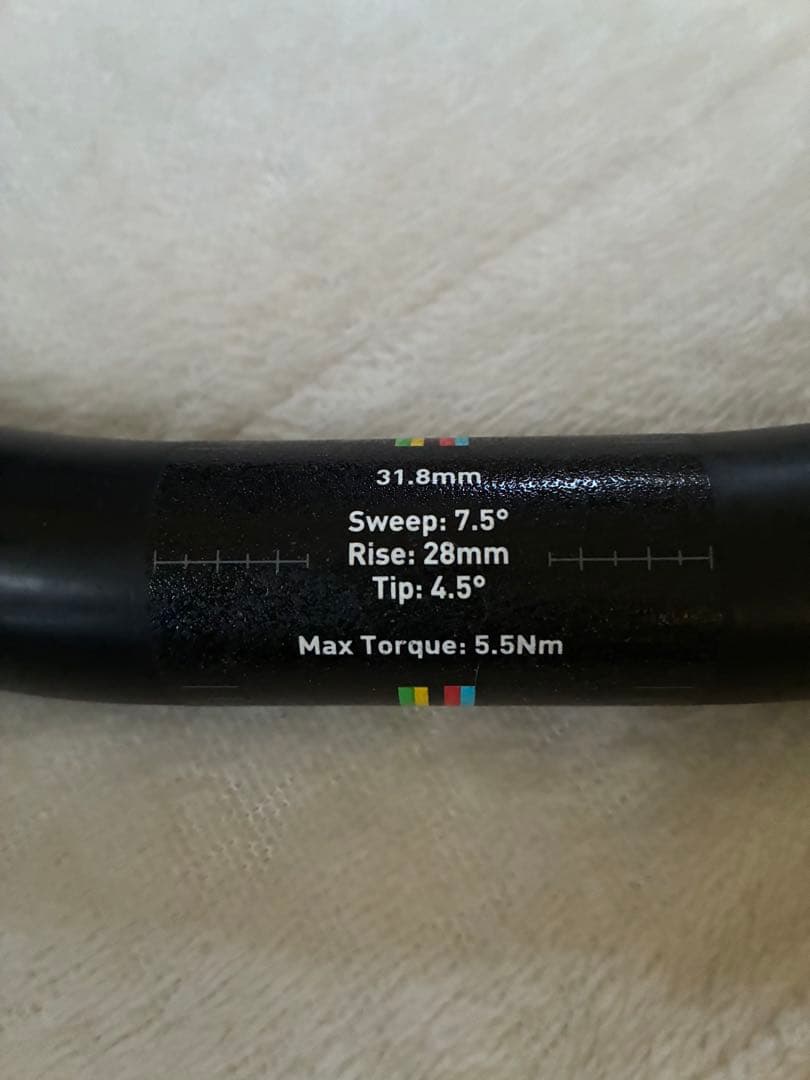 31.8mm
Sweep: 7.5°
Rise: 28mm
Tip: 4.5°
Max Torque: 5.5Nm